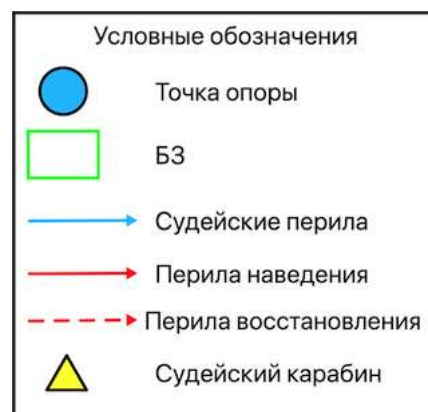 Условные обозначения
Точка опоры
БЗ
Судейские перила
Перила наведения
Перила восстановления
Судейский карабин